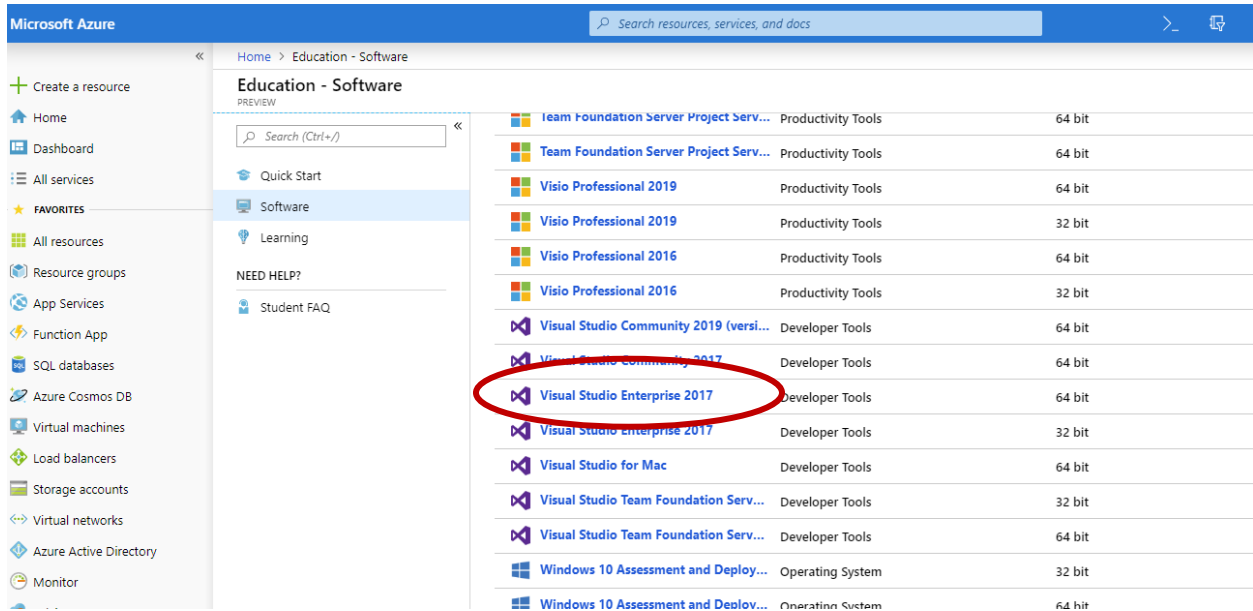 Microsoft Azure
Search resources, services, and docs
Create a resource
Home
Dashboard
All services
FAVORITES
All resources
Resource groups
App Services
Function App
SQL databases
Azure Cosmos DB
Virtual machines
Load balancers
Storage accounts
Virtual networks
Azure Active Directory
Monitor
Home > Education - Software
Education - Software
PREVIEW
Search (Ctrl+/)
Quick Start
Software
Learning
NEED HELP?
Student FAQ
Team Foundation Server Project Serv... Productivity Tools 64 bit
Team Foundation Server Project Serv... Productivity Tools 64 bit
Visio Professional 2019 Productivity Tools 64 bit
Visio Professional 2019 Productivity Tools 32 bit
Visio Professional 2016 Productivity Tools 64 bit
Visio Professional 2016 Productivity Tools 32 bit
Visual Studio Community 2019 (versi... Developer Tools 64 bit
Visual Studio Community 2017 Developer Tools 64 bit
Visual Studio Enterprise 2017 Developer Tools 64 bit
Visual Studio Enterprise 2017 Developer Tools 32 bit
Visual Studio for Mac Developer Tools 64 bit
Visual Studio Team Foundation Serv... Developer Tools 32 bit
Visual Studio Team Foundation Serv... Developer Tools 64 bit
Windows 10 Assessment and Deploy... Operating System 32 bit
Windows 10 Assessment and Deploy... Operating System 64 bit